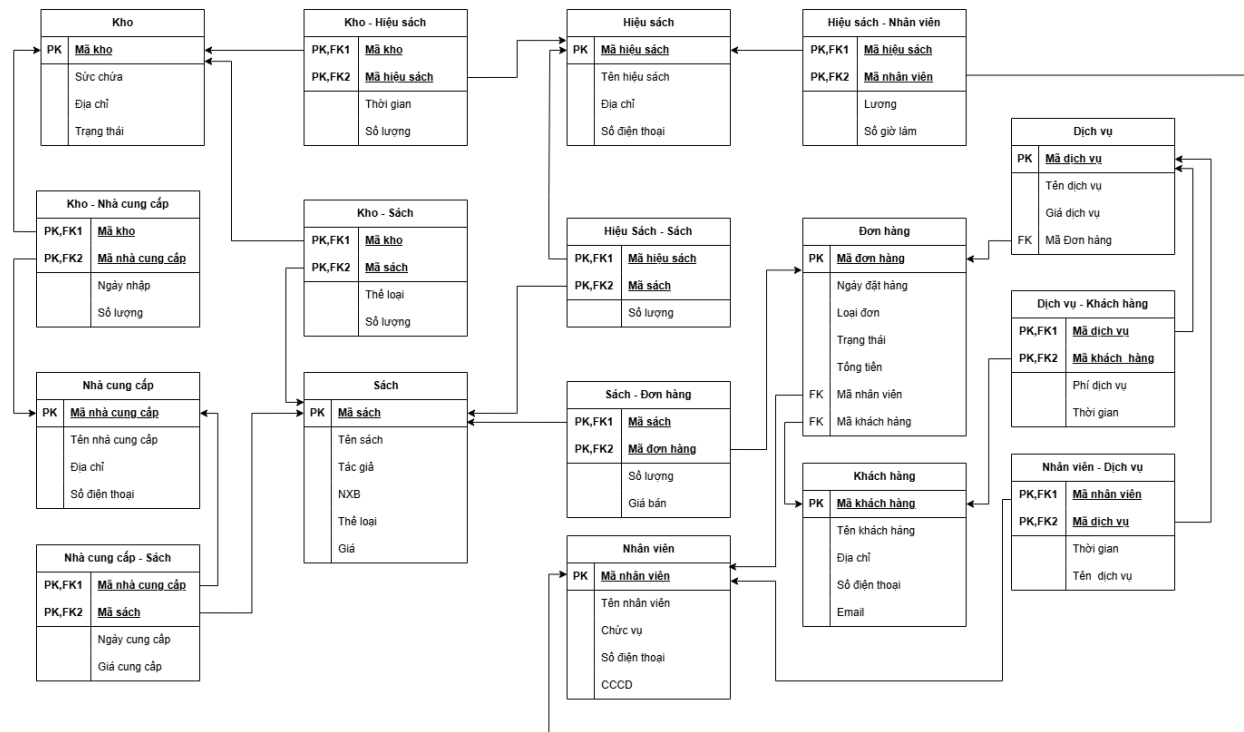 Kho
PK Mã kho
Sức chứa
Địa chỉ
Trạng thái
Kho - Hiệu sách
PK,FK1 Mã kho
PK,FK2 Mã hiệu sách
Thời gian
Số lượng
Hiệu sách
PK Mã hiệu sách
Tên hiệu sách
Địa chỉ
Số điện thoại
Hiệu sách - Nhân viên
PK,FK1 Mã hiệu sách
PK,FK2 Mã nhân viên
Lương
Số giờ làm
Dịch vụ
PK Mã dịch vụ
Tên dịch vụ
Giá dịch vụ
FK Mã Đơn hàng
Kho - Nhà cung cấp
PK,FK1 Mã kho
PK,FK2 Mã nhà cung cấp
Ngày nhập
Số lượng
Kho - Sách
PK,FK1 Mã kho
PK,FK2 Mã sách
Thể loại
Số lượng
Hiệu Sách - Sách
PK,FK1 Mã hiệu sách
PK,FK2 Mã sách
Số lượng
Đơn hàng
PK Mã đơn hàng
Ngày đặt hàng
Loại đơn
Trạng thái
Tổng tiền
FK Mã nhân viên
FK Mã khách hàng
Dịch vụ - Khách hàng
PK,FK1 Mã dịch vụ
PK,FK2 Mã khách hàng
Phí dịch vụ
Thời gian
Nhà cung cấp
PK Mã nhà cung cấp
Tên nhà cung cấp
Địa chỉ
Số điện thoại
Sách
PK Mã sách
Tên sách
Tác giả
NXB
Thể loại
Giá
Sách - Đơn hàng
PK,FK1 Mã sách
PK,FK2 Mã đơn hàng
Số lượng
Giá bán
Khách hàng
PK Mã khách hàng
Tên khách hàng
Địa chỉ
Số điện thoại
Email
Nhân viên - Dịch vụ
PK,FK1 Mã nhân viên
PK,FK2 Mã dịch vụ
Thời gian
Tên dịch vụ
Nhà cung cấp - Sách
PK,FK1 Mã nhà cung cấp
PK,FK2 Mã sách
Ngày cung cấp
Giá cung cấp
Nhân viên
PK Mã nhân viên
Tên nhân viên
Chức vụ
Số điện thoại
CCCD